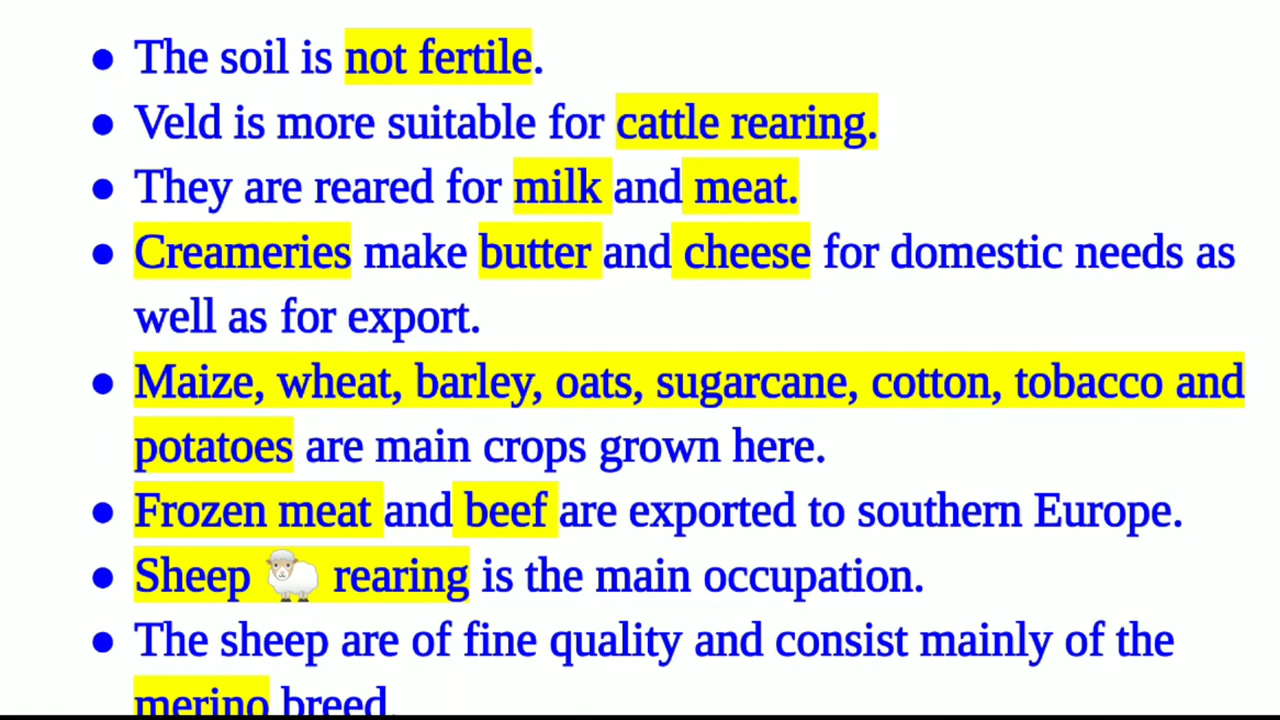 ● The soil is not fertile.
● Veld is more suitable for cattle rearing.
● They are reared for milk and meat.
● Creameries make butter and cheese for domestic needs as
well as for export.
● Maize, wheat, barley, oats, sugarcane, cotton, tobacco and
potatoes are main crops grown here.
● Frozen meat and beef are exported to southern Europe.
● Sheep 🐑 rearing is the main occupation.
● The sheep are of fine quality and consist mainly of the
merino breed.